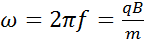 ω = 2πf = qB/m